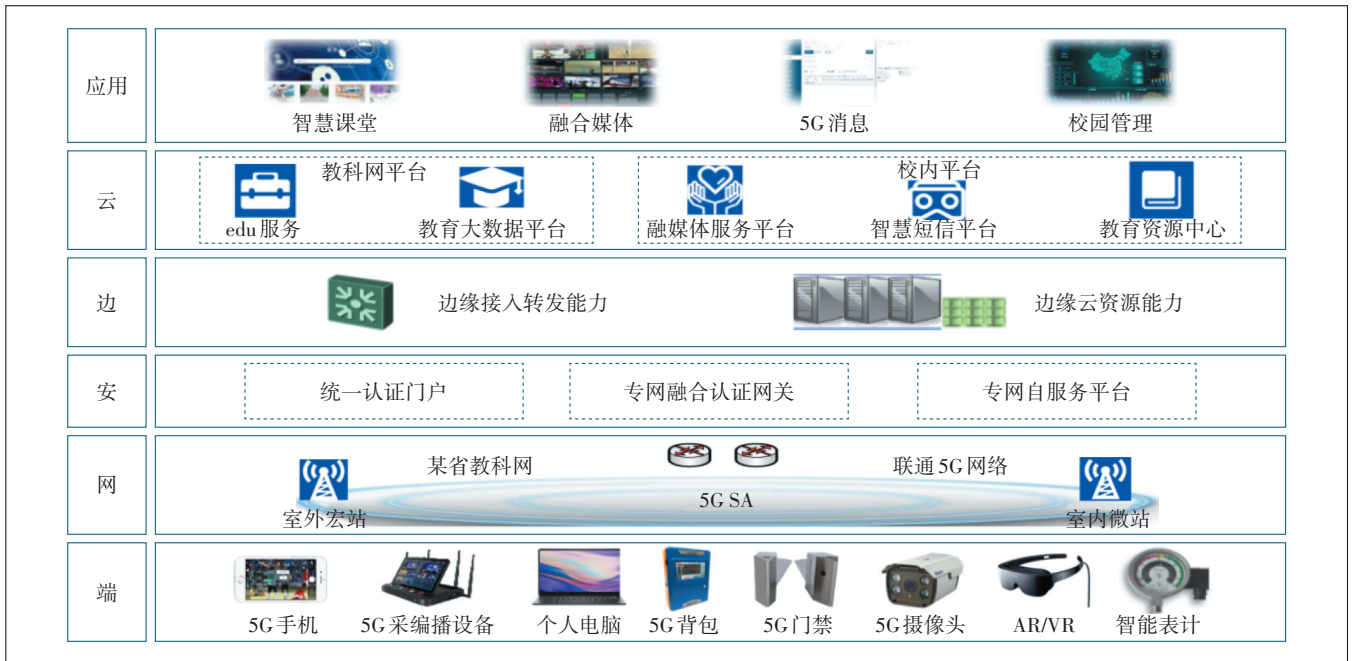 应用
智慧课堂 融合媒体 5G消息 校园管理
云
教科网平台 校内平台
edu服务 教育大数据平台 融媒体服务平台 智慧短信平台 教育资源中心
边
边缘接入转发能力 边缘云资源能力
安
统一认证门户 专网融合认证网关 专网自服务平台
网
某省教科网 联通5G网络
5G SA
室外宏站 室内微站
端
5G手机 5G采编播设备 个人电脑 5G背包 5G门禁 5G摄像头 AR/VR 智能表计